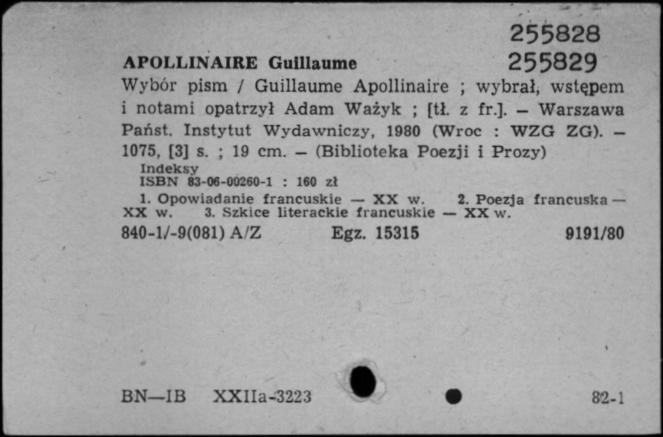 255828
APOLLINAIRE Guillaume 255829
Wybór pism / Guillaume Apollinaire ; wybrał, wstępem
i notami opatrzył Adam Ważyk ; [tł. z fr.]. — Warszawa
Państ. Instytut Wydawniczy, 1980 (Wroc : WZG ZG). —
1075, [3] s. ; 19 cm. — (Biblioteka Poezji i Prozy)
Indeksy
ISBN 83-06-00260-1 : 160 zł
1. Opowiadanie francuskie — XX w. 2. Poezja francuska —
XX w. 3. Szkice literackie francuskie — XX w.
840-1/-9(081) A/Z Egz. 15315 9191/80
BN—IB XXIIa-3223 82-1